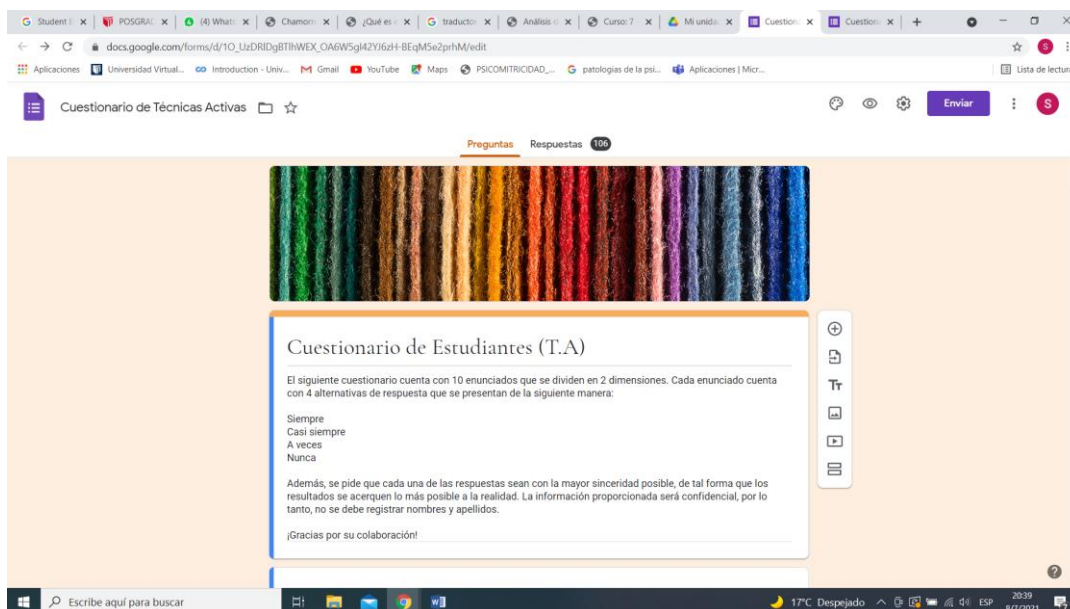 Student E
POSGRAD
(4) Whats
Chamorr
¿Qué es
traductor
Análisis d
Curso: 7
Mi unidad
Cuestion
Cuestion
docs.google.com/forms/d/1O_UzDRIDgBTlhWEX_OA6W5gl42YJ6zH-BEqM5e2prhM/edit
Aplicaciones
Universidad Virtual...
Introduction - Univ...
Gmail
YouTube
Maps
PSICOMITRICIDAD_...
patologias de la psi...
Aplicaciones | Micr...
Lista de lectura
Cuestionario de Técnicas Activas
Enviar
S
Preguntas Respuestas 106
Cuestionario de Estudiantes (T.A)
El siguiente cuestionario cuenta con 10 enunciados que se dividen en 2 dimensiones. Cada enunciado cuenta
con 4 alternativas de respuesta que se presentan de la siguiente manera:
Siempre
Casi siempre
A veces
Nunca
Además, se pide que cada una de las respuestas sean con la mayor sinceridad posible, de tal forma que los
resultados se acerquen lo más posible a la realidad. La información proporcionada será confidencial, por lo
tanto, no se debe registrar nombres y apellidos.
¡Gracias por su colaboración!
Escribe aquí para buscar
17°C Despejado
ESP
20:39
8/7/2021